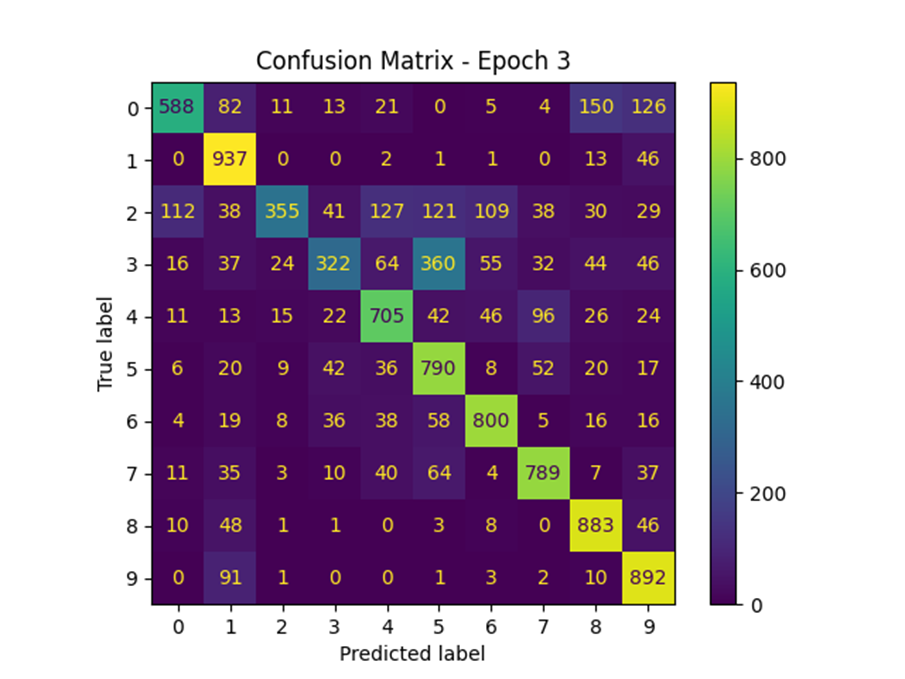 Confusion Matrix - Epoch 3
0 588 82 11 13 21 0 5 4 150 126
1 0 937 0 0 2 1 1 0 13 46
2 112 38 355 41 127 121 109 38 30 29
3 16 37 24 322 64 360 55 32 44 46
4 11 13 15 22 705 42 46 96 26 24
5 6 20 9 42 36 790 8 52 20 17
6 4 19 8 36 38 58 800 5 16 16
7 11 35 3 10 40 64 4 789 7 37
8 10 48 1 1 0 3 8 0 883 46
9 0 91 1 0 0 1 3 2 10 892
0 1 2 3 4 5 6 7 8 9
Predicted label
True label
800
600
400
200
0